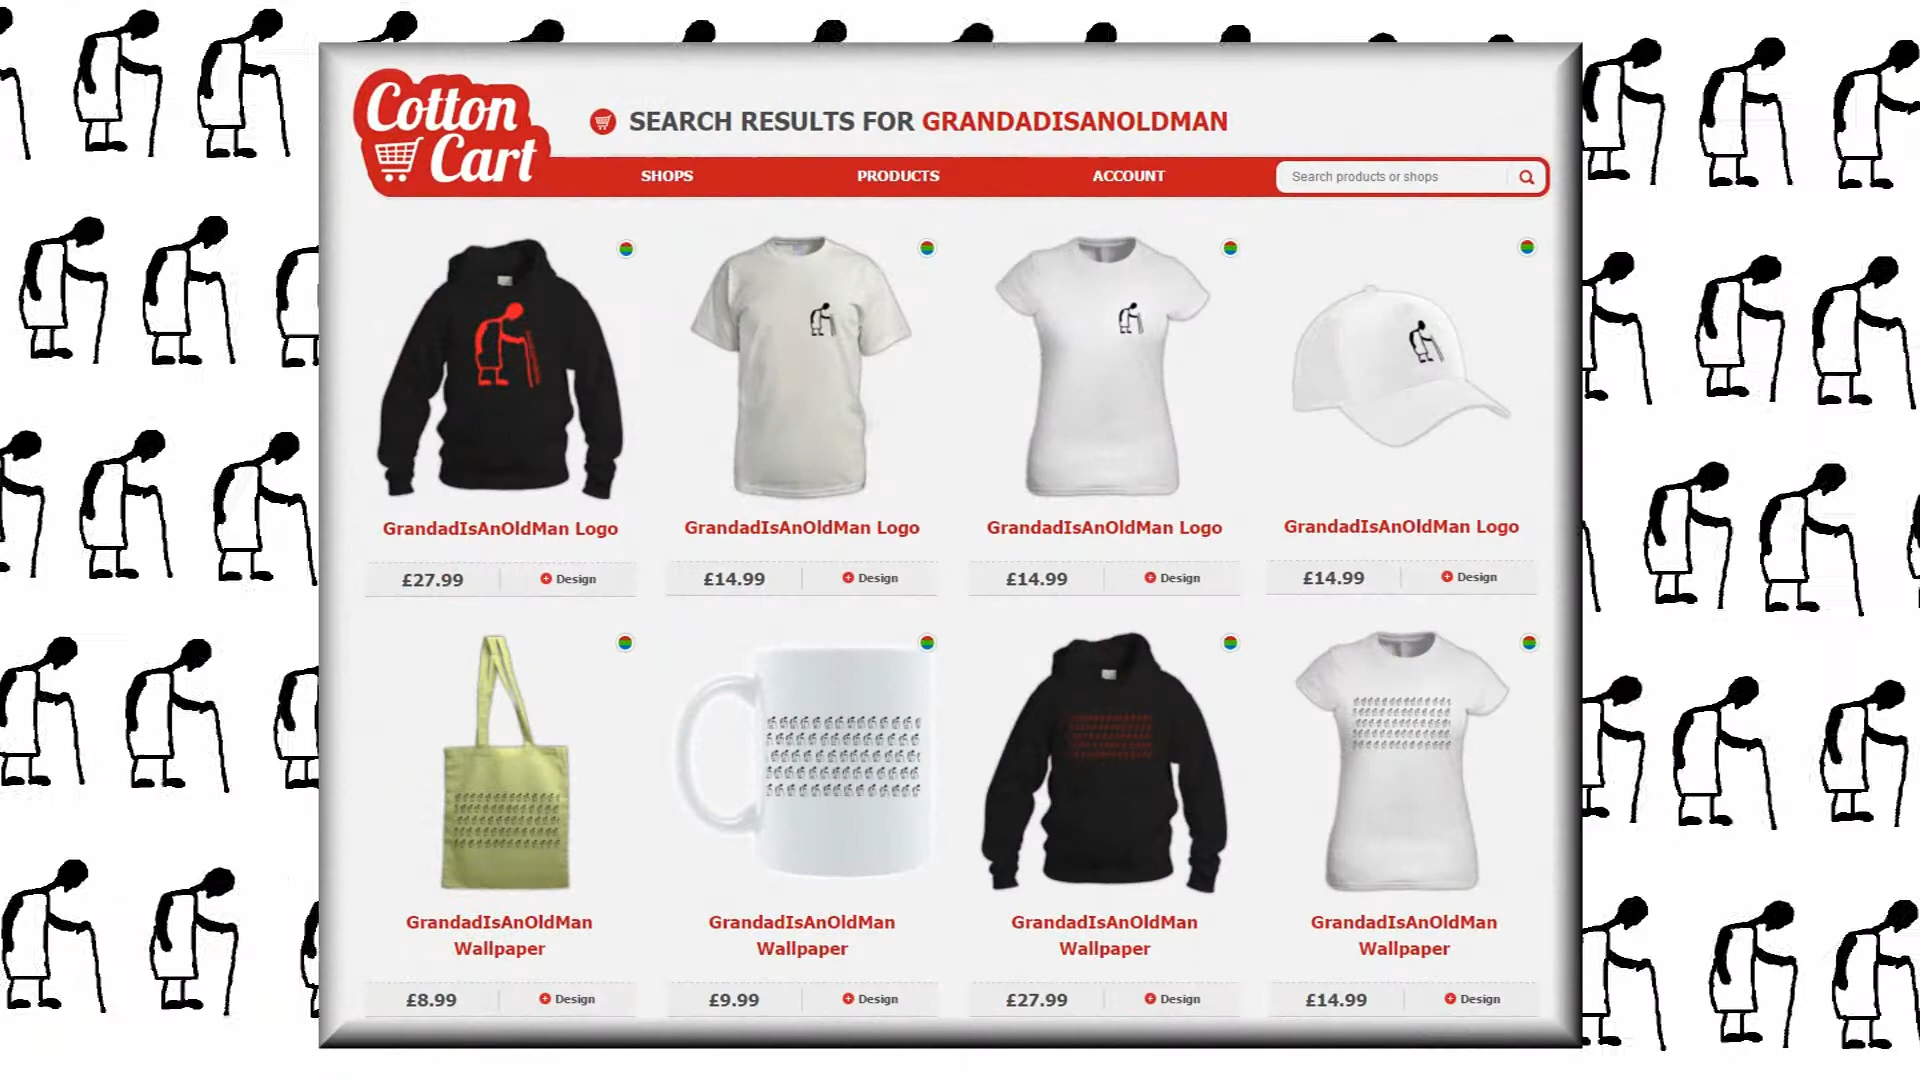 Cotton
Cart
SEARCH RESULTS FOR GRANDADISANOLDMAN
SHOPS
PRODUCTS
ACCOUNT
Search products or shops
GrandadIsAnOldMan Logo
GrandadIsAnOldMan Logo
GrandadIsAnOldMan Logo
GrandadIsAnOldMan Logo
£27.99
Design
£14.99
Design
£14.99
Design
£14.99
Design
GrandadIsAnOldMan
Wallpaper
GrandadIsAnOldMan
Wallpaper
GrandadIsAnOldMan
Wallpaper
GrandadIsAnOldMan
Wallpaper
£8.99
Design
£9.99
Design
£27.99
Design
£14.99
Design